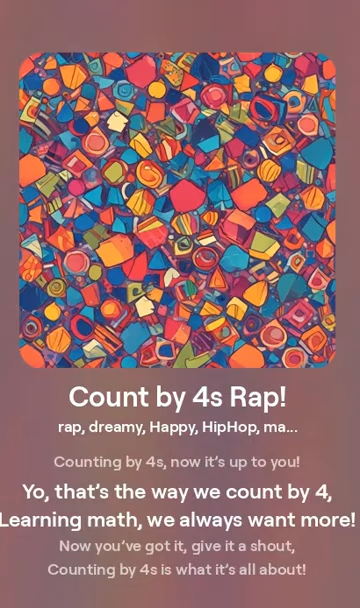 Count by 4s Rap!
rap, dreamy, Happy, HipHop, ma...
Counting by 4s, now it's up to you!
Yo, that's the way we count by 4,
Learning math, we always want more!
Now you've got it, give it a shout,
Counting by 4s is what it's all about!